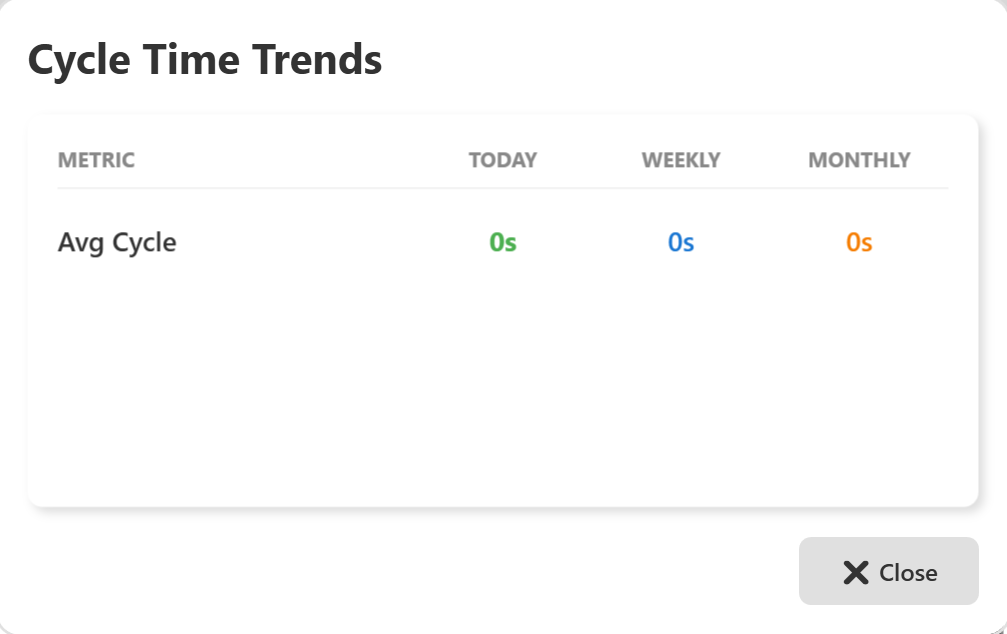 Cycle Time Trends
METRIC TODAY WEEKLY MONTHLY
Avg Cycle 0s 0s 0s
Close